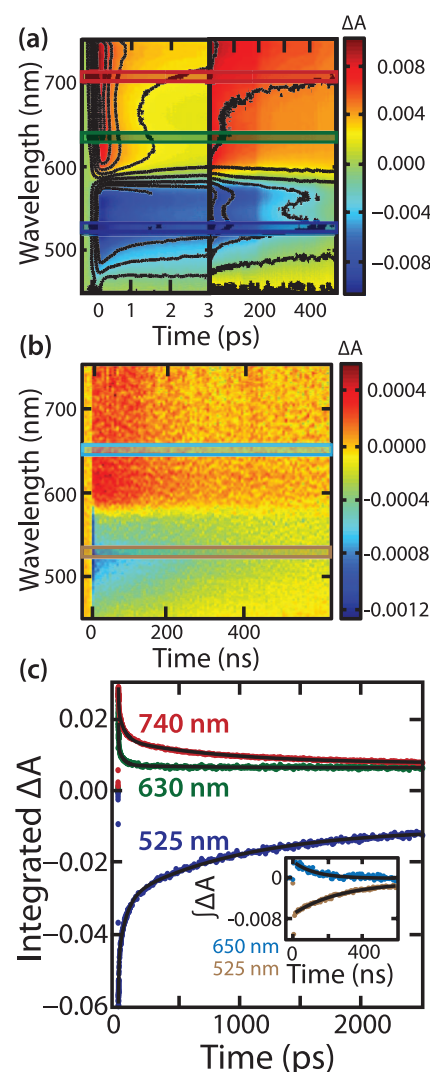 (a)
ΔA
Wavelength (nm)
700
600
500
0 1 2 3 200 400
Time (ps)
0.008
0.004
0.000
−0.004
−0.008
(b)
ΔA
Wavelength (nm)
700
600
500
0 200 400
Time (ns)
0.0004
0.0000
-0.0004
-0.0008
-0.0012
(c)
Integrated ΔA
0.02
0.00
−0.02
−0.04
−0.06
740 nm
630 nm
525 nm
∫ΔA
0
-0.008
0 400
Time (ns)
650 nm
525 nm
0 1000 2000
Time (ps)